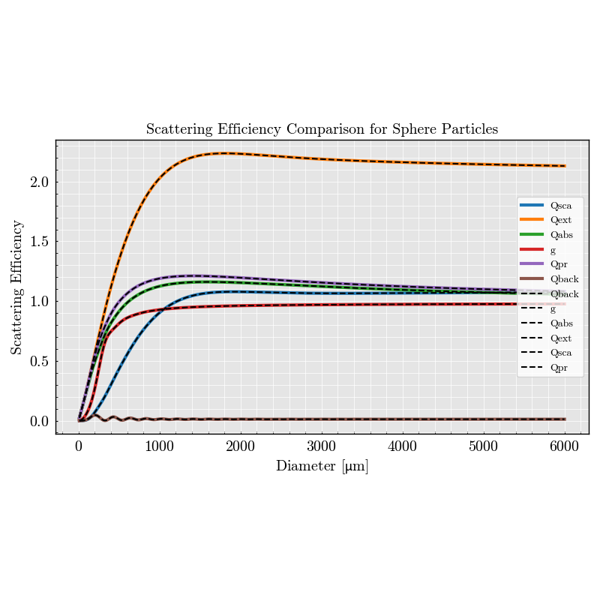 Scattering Efficiency Comparison for Sphere Particles
Scattering Efficiency
2.0
1.5
1.0
0.5
0.0
Qsca
Qext
Qabs
g
Qpr
Qback
Qback
g
Qabs
Qext
Qsca
Qpr
0 1000 2000 3000 4000 5000 6000
Diameter [μm]